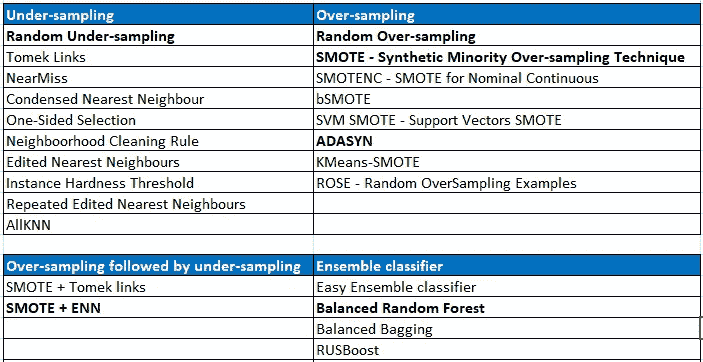 Under-sampling Over-sampling
Random Under-sampling Random Over-sampling
Tomek Links SMOTE - Synthetic Minority Over-sampling Technique
NearMiss SMOTENC - SMOTE for Nominal Continuous
Condensed Nearest Neighbour bSMOTE
One-Sided Selection SVM SMOTE - Support Vectors SMOTE
Neighboorhood Cleaning Rule ADASYN
Edited Nearest Neighbours KMeans-SMOTE
Instance Hardness Threshold ROSE - Random OverSampling Examples
Repeated Edited Nearest Neighbours
AllKNN
Over-sampling followed by under-sampling Ensemble classifier
SMOTE + Tomek links Easy Ensemble classifier
SMOTE + ENN Balanced Random Forest
Balanced Bagging
RUSBoost